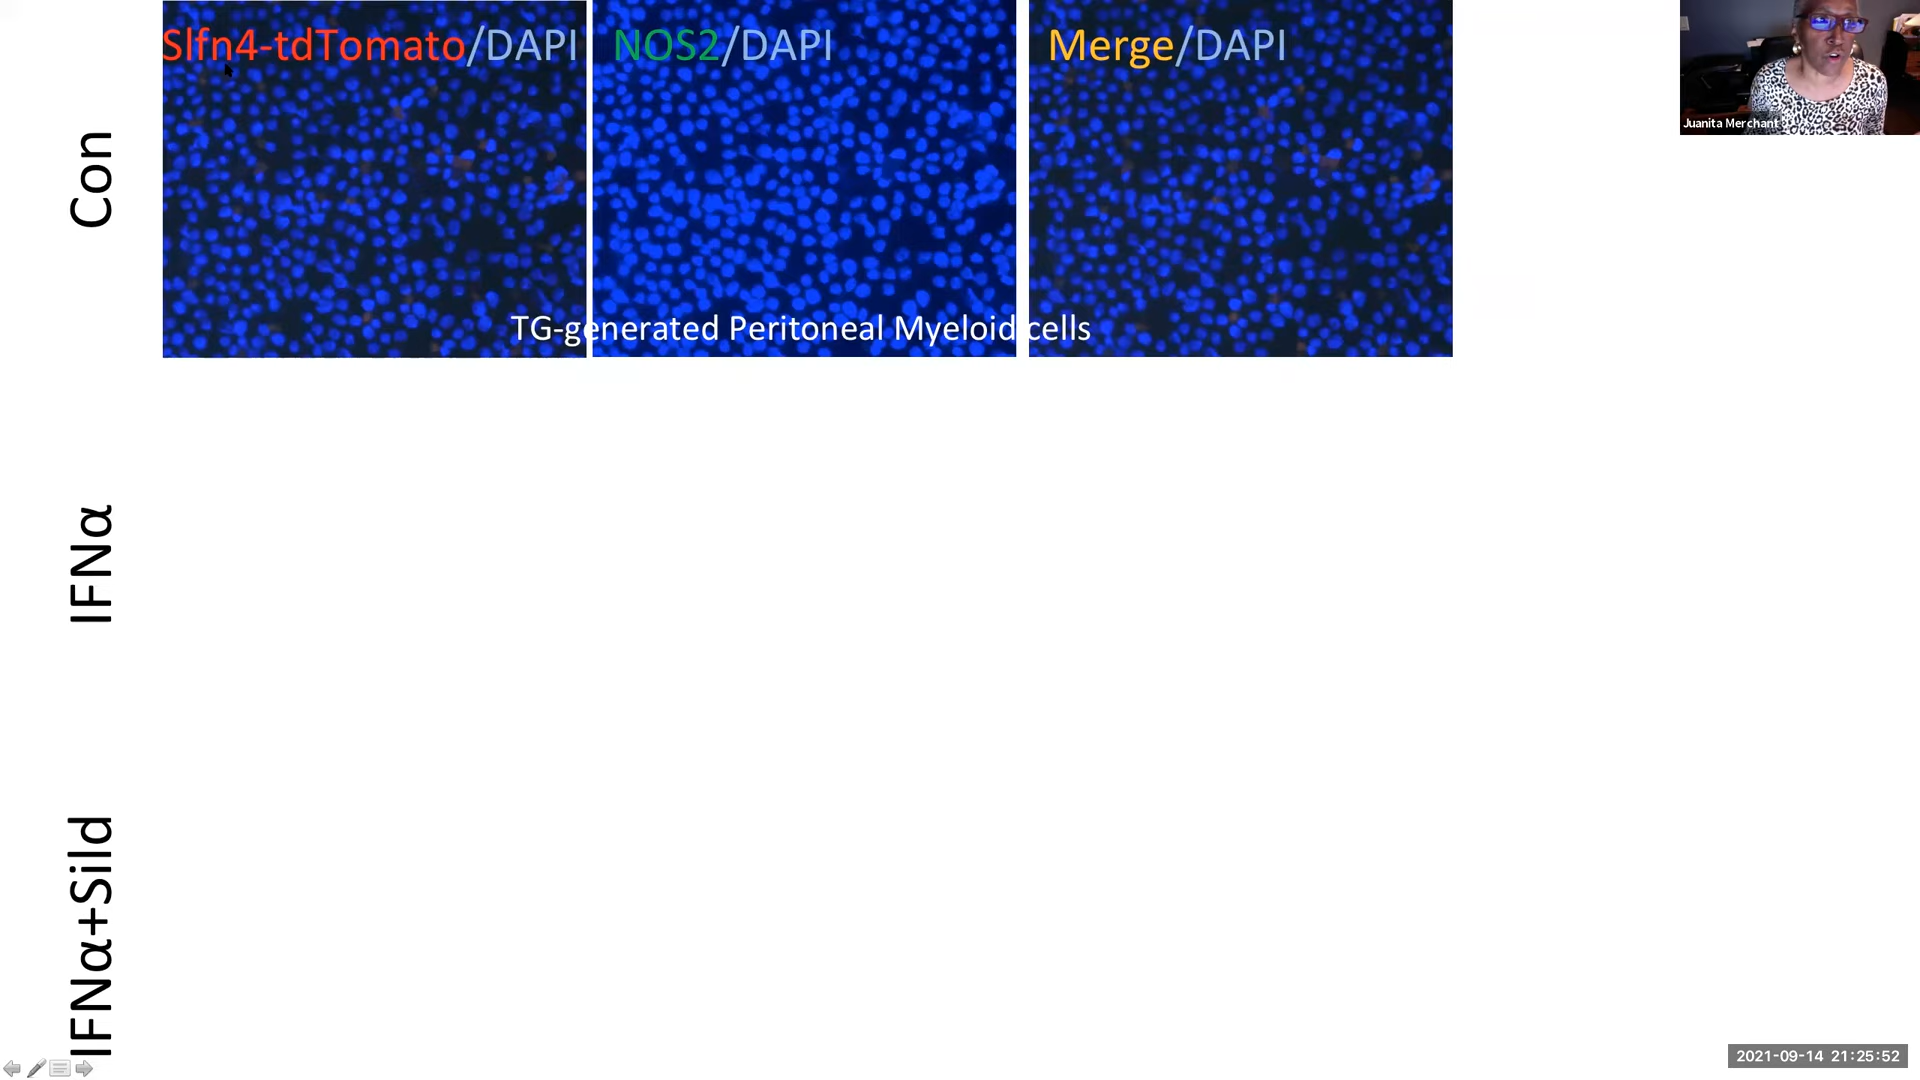 Slfn4-tdTomato/DAPI
NOS2/DAPI
Merge/DAPI
Juanita Merchant
Con
TG-generated Peritoneal Myeloid cells
IFNα
IFNα+Sild
2021-09-14 21:25:52